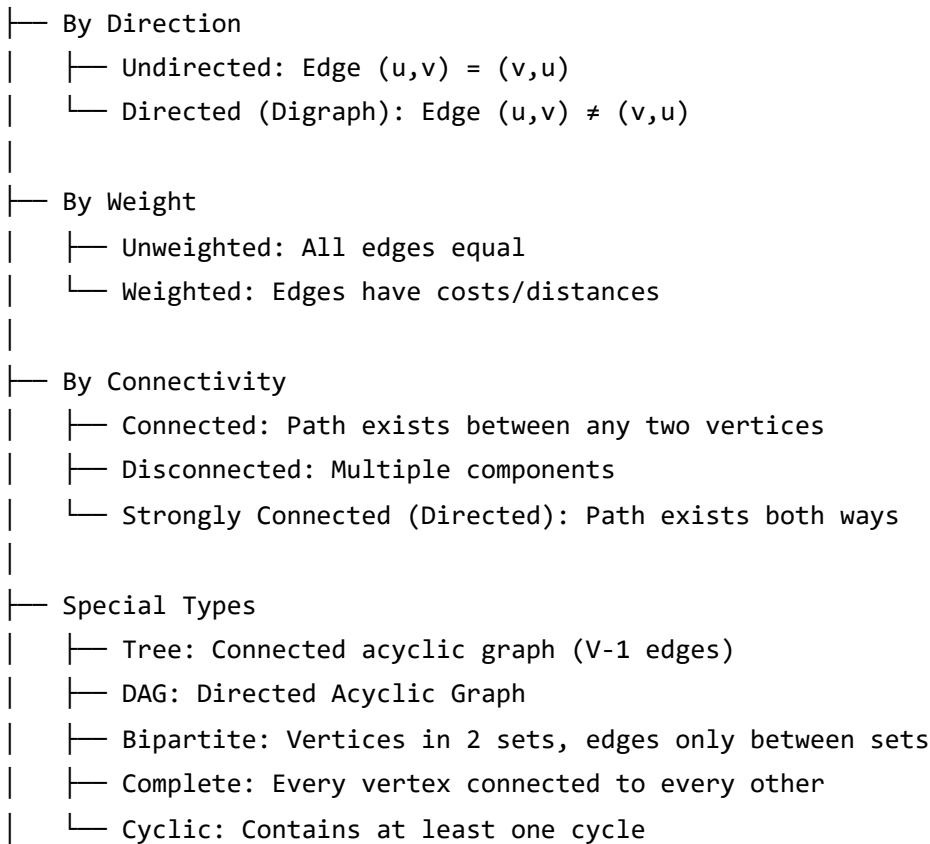 ├── By Direction
│   ├── Undirected: Edge (u,v) = (v,u)
│   └── Directed (Digraph): Edge (u,v) ≠ (v,u)
│
├── By Weight
│   ├── Unweighted: All edges equal
│   └── Weighted: Edges have costs/distances
│
├── By Connectivity
│   ├── Connected: Path exists between any two vertices
│   ├── Disconnected: Multiple components
│   └── Strongly Connected (Directed): Path exists both ways
│
├── Special Types
│   ├── Tree: Connected acyclic graph (V-1 edges)
│   ├── DAG: Directed Acyclic Graph
│   ├── Bipartite: Vertices in 2 sets, edges only between sets
│   ├── Complete: Every vertex connected to every other
│   └── Cyclic: Contains at least one cycle